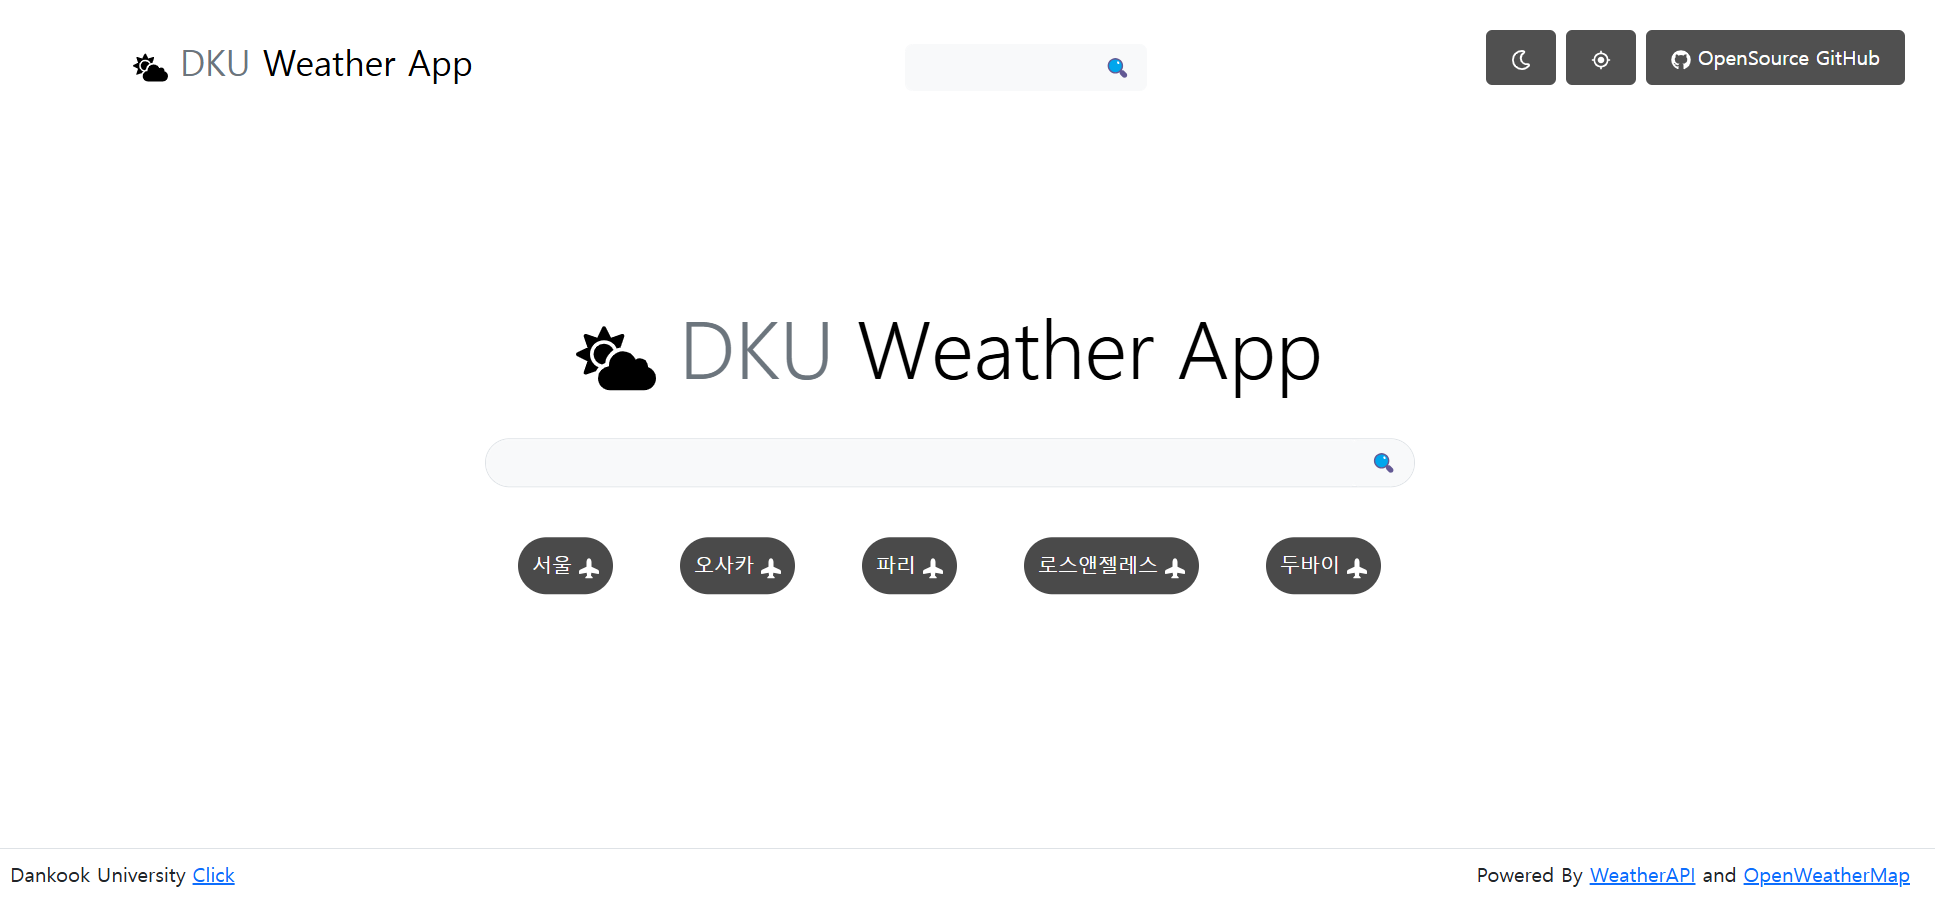 DKU Weather App
OpenSource GitHub
DKU Weather App
서울
오사카
파리
로스앤젤레스
두바이
Dankook University Click
Powered By WeatherAPI and OpenWeatherMap